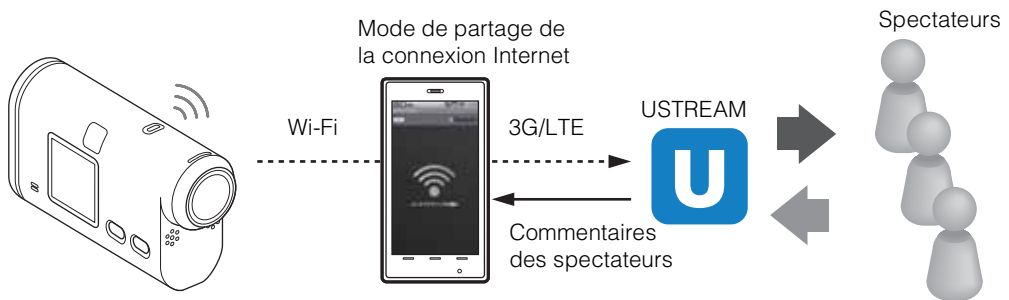 Spectateurs
Mode de partage de
la connexion Internet
Wi-Fi
3G/LTE
USTREAM
U
Commentaires
des spectateurs